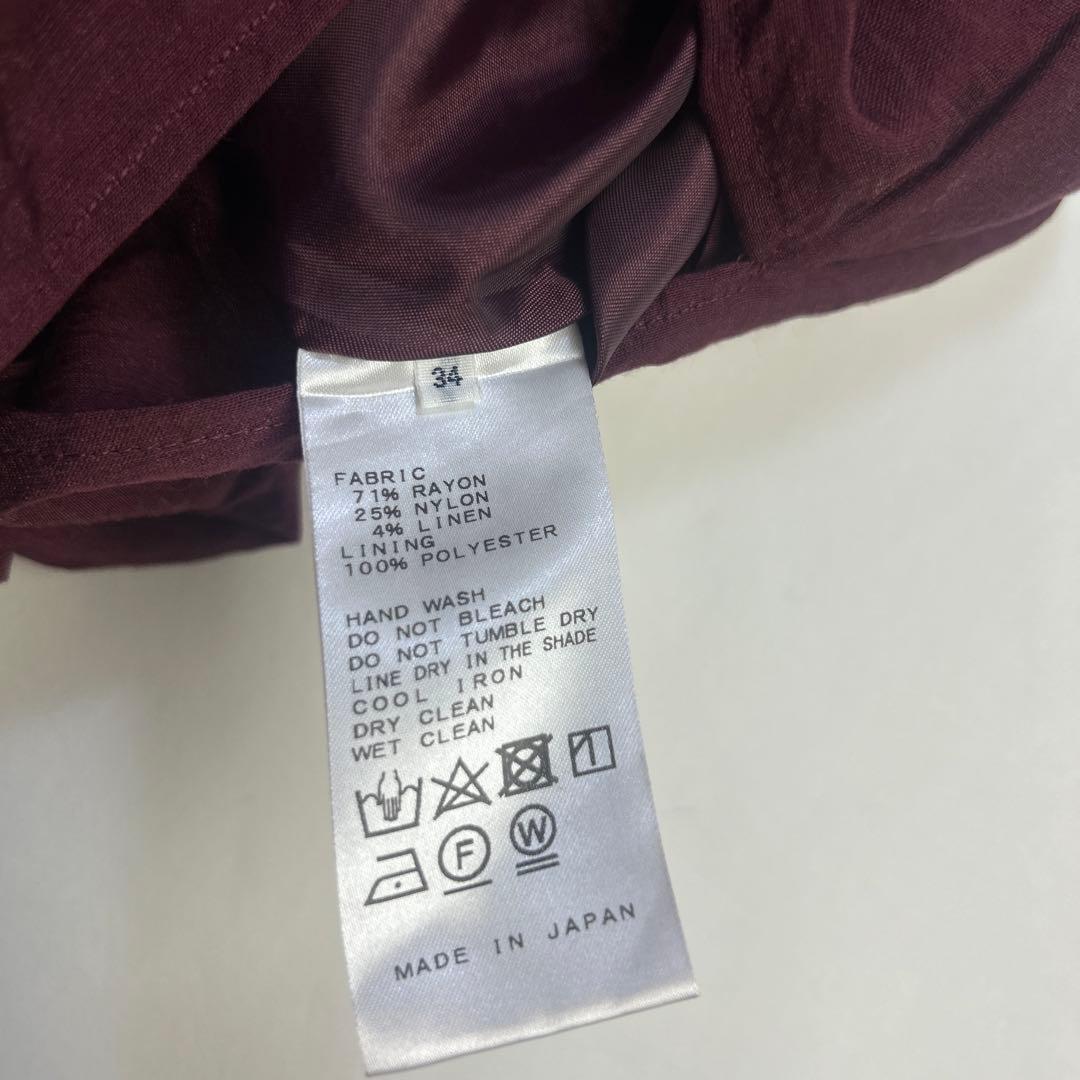 34
FABRIC
71% RAYON
25% NYLON
4% LINEN
LINING
100% POLYESTER
HAND WASH
DO NOT BLEACH
DO NOT TUMBLE DRY
LINE DRY IN THE SHADE
COOL IRON
DRY CLEAN
WET CLEAN
F W
MADE IN JAPAN